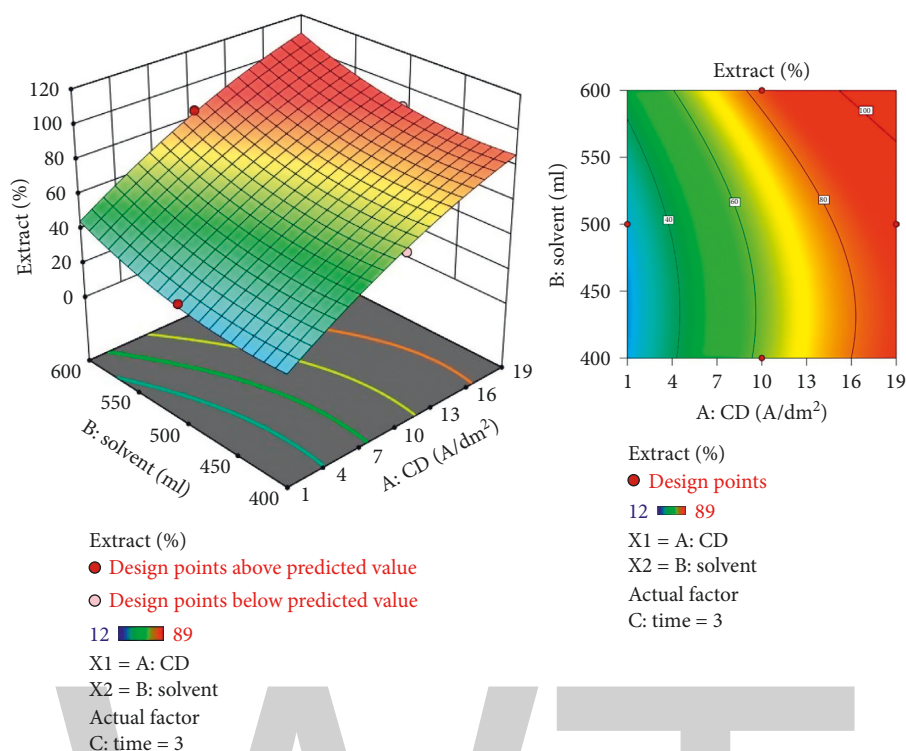 120
100
80
60
40
20
0
Extract (%)
600
550
500
450
400
B: solvent (ml)
1
4
7
10
13
16
19
A: CD (A/dm²)
Extract (%)
Design points above predicted value
Design points below predicted value
12 89
X1 = A: CD
X2 = B: solvent
Actual factor
C: time = 3
Extract (%)
600
550
500
450
400
B: solvent (ml)
40
60
80
100
1 4 7 10 13 16 19
A: CD (A/dm²)
Extract (%)
Design points
12 89
X1 = A: CD
X2 = B: solvent
Actual factor
C: time = 3